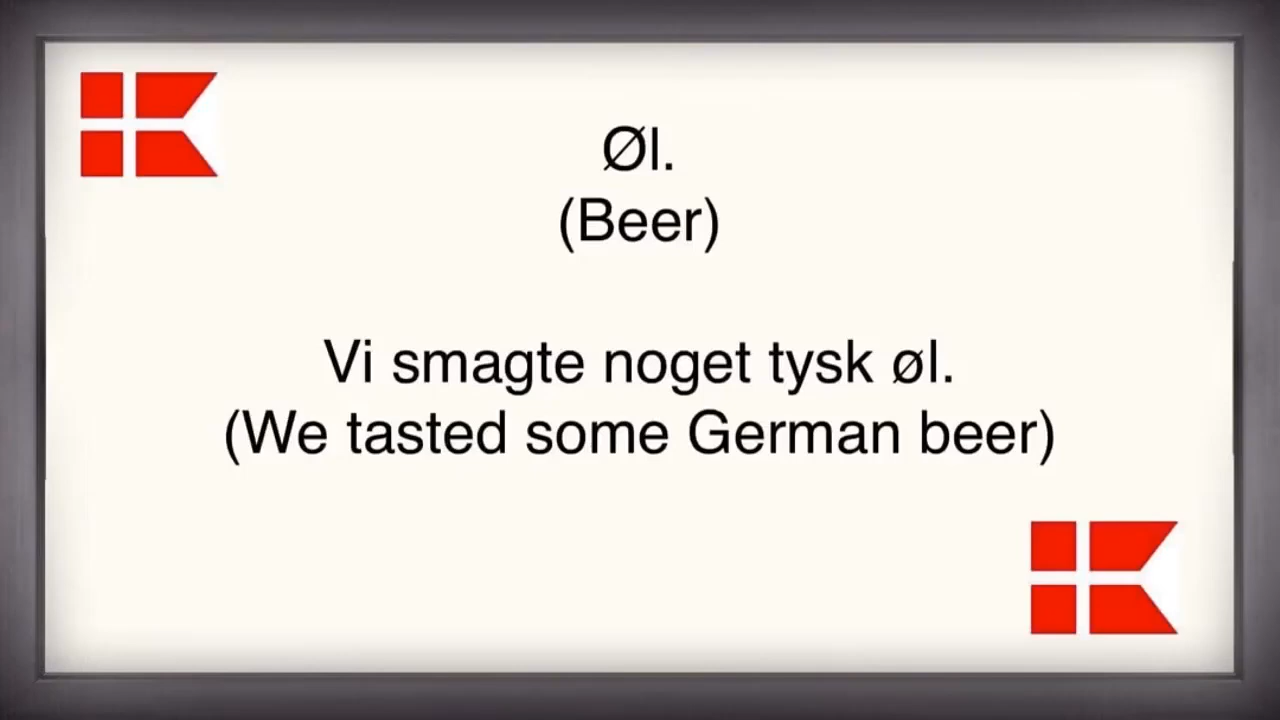 Øl.
(Beer)
Vi smagte noget tysk øl.
(We tasted some German beer)